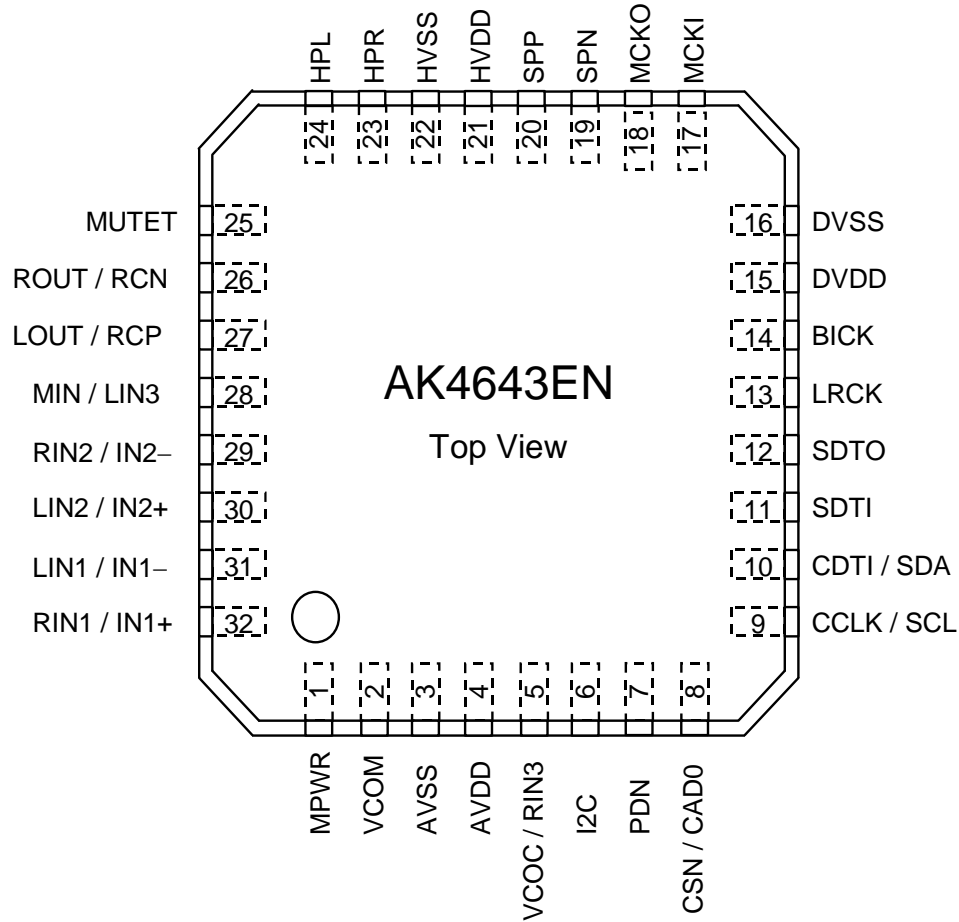 HPL
HPR
HVSS
HVDD
SPP
SPN
MCKO
MCKI
24
23
22
21
20
19
18
17
MUTET 25
ROUT / RCN 26
LOUT / RCP 27
MIN / LIN3 28
RIN2 / IN2−
29
LIN2 / IN2+ 30
LIN1 / IN1−
31
RIN1 / IN1+ 32
AK4643EN
Top View
16 DVSS
15 DVDD
14 BICK
13 LRCK
12 SDTO
11 SDTI
10 CDTI / SDA
9 CCLK / SCL
1
2
3
4
5
6
7
8
MPWR
VCOM
AVSS
AVDD
VCOC / RIN3
I2C
PDN
CSN / CAD0